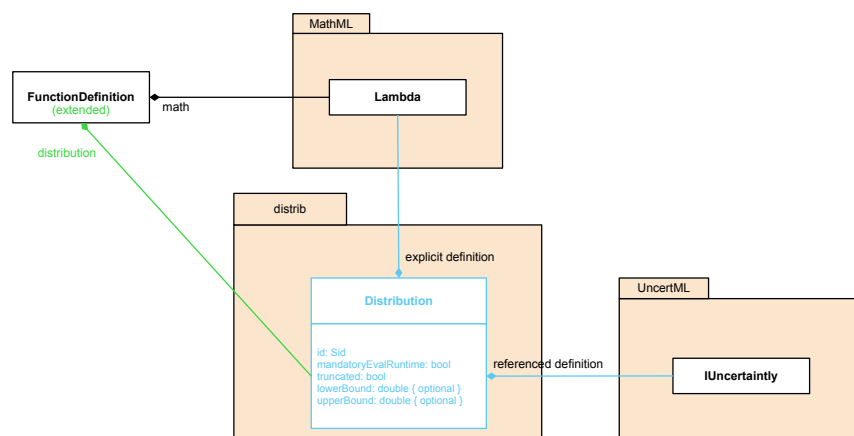 MathML
FunctionDefinition
(extended)
math
Lambda
distribution
distrib
explicit definition
UncertML
Distribution
id: Sid
mandatoryEvalRuntime: bool
truncated: bool
lowerBound: double { optional }
upperBound: double { optional }
referenced definition
IUncertaintly